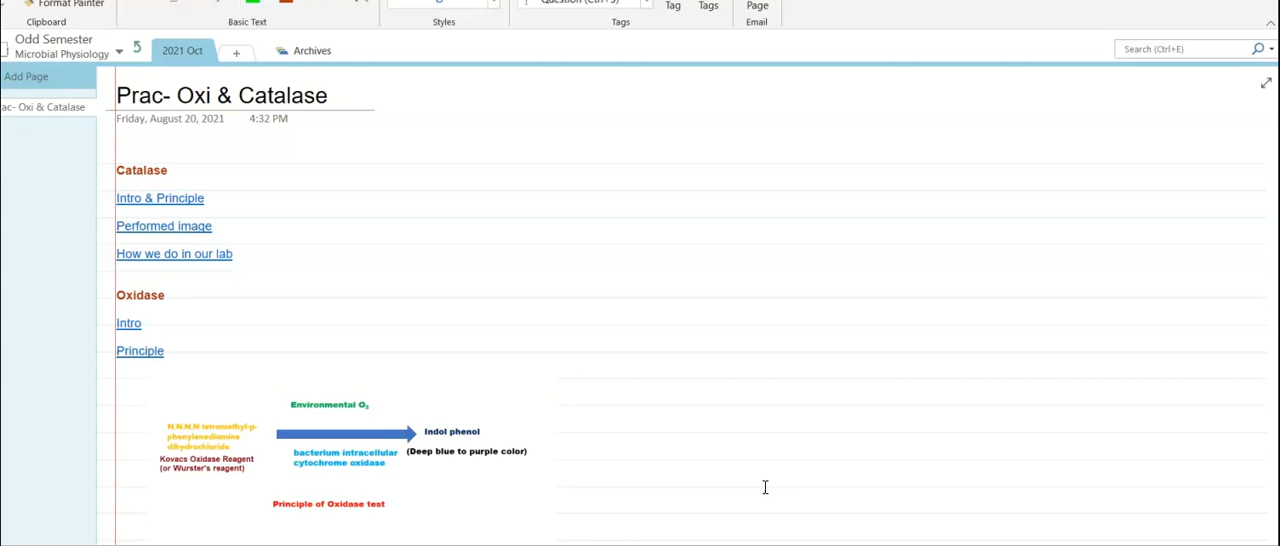 Format Painter
Question (Ctrl+S)
Tag
Tags
Page
Clipboard
Basic Text
Styles
Tags
Email
Odd Semester
Microbial Physiology
2021 Oct
+
Archives
Search (Ctrl+E)
Add Page
ac- Oxi & Catalase
Prac- Oxi & Catalase
Friday, August 20, 2021 4:32 PM
Catalase
Intro & Principle
Performed image
How we do in our lab
Oxidase
Intro
Principle
Environmental O₂
N.N.N.N tetramethyl-p-
phenylenediamine
dihydrochloride
Kovacs Oxidase Reagent
(or Wurster's reagent)
bacterium intracellular
cytochrome oxidase
Indol phenol
(Deep blue to purple color)
Principle of Oxidase test